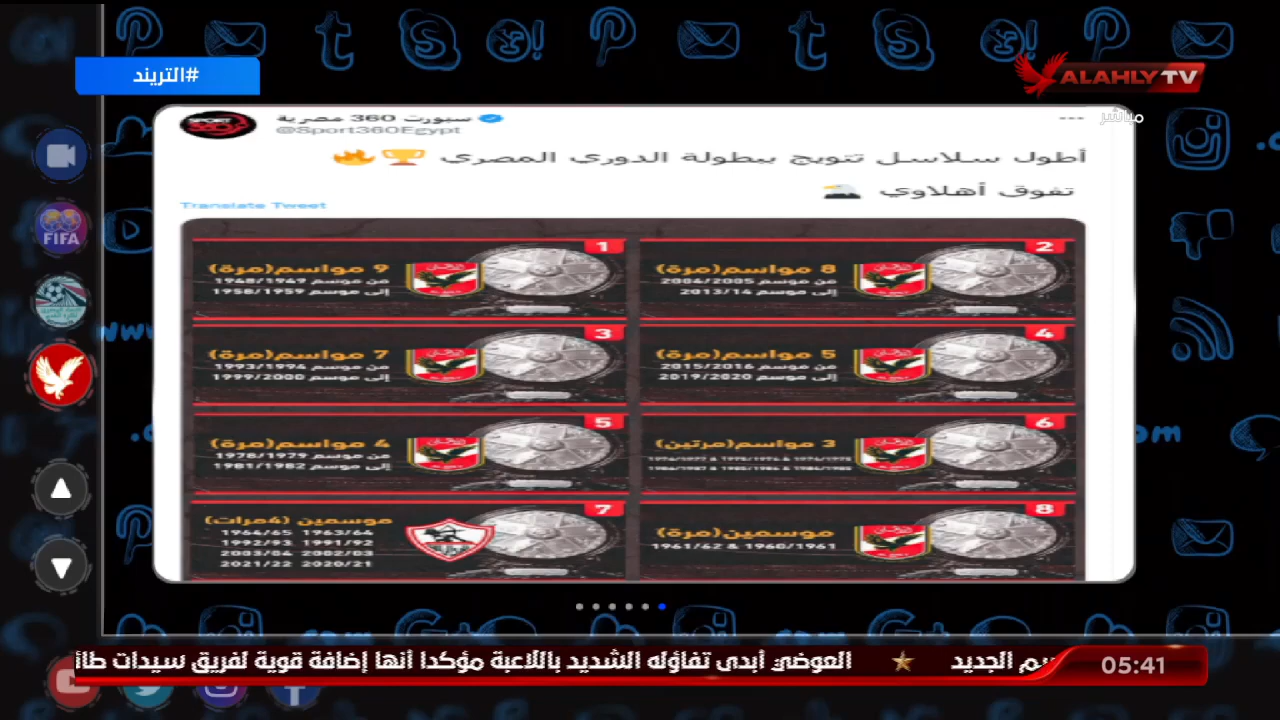 #التريند
ALAHLY TV
مباشر
سبورت 360 مصرية
@Sport360Egypt
أطول سلاسل تتويج ببطولة الدوري المصري
تفوق أهلاوي
Translate Tweet
1
9 مواسم(مرة)
من موسم 1948/1949
إلى موسم 1958/1959
2
8 مواسم(مرة)
من موسم 2004/2005
إلى موسم 2013/14
3
7 مواسم(مرة)
من موسم 1993/1994
إلى موسم 1999/2000
4
5 مواسم(مرة)
من موسم 2015/2016
إلى موسم 2019/2020
5
4 مواسم(مرة)
من موسم 1978/1979
إلى موسم 1981/1982
6
3 مواسم(مرتين)
7
موسمين (4مرات)
1964/65 1963/64
1992/93 1991/92
2003/04 2002/03
2021/22 2020/21
8
موسمين(مرة)
1961/62 & 1960/1961
FIFA
يم الجديد
العوضي أبدى تفاؤله الشديد باللاعبة مؤكدا أنها إضافة قوية لفريق سيدات طائ
05:41